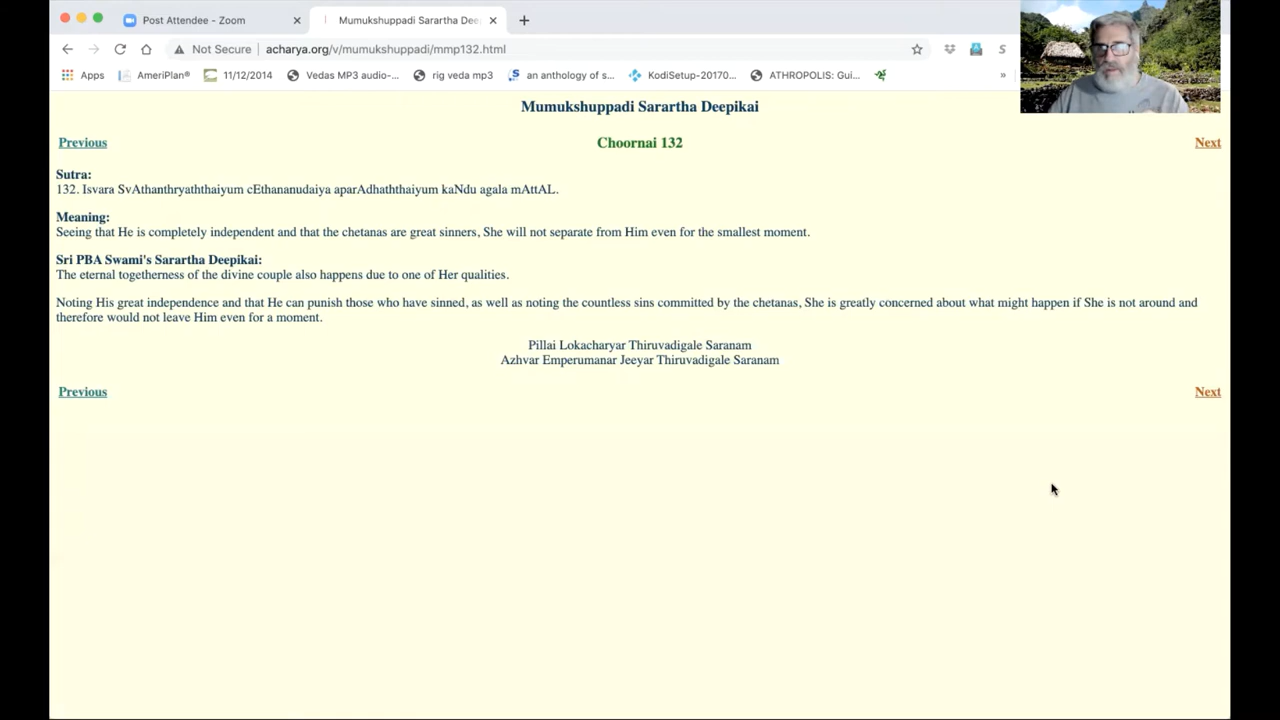 Post Attendee - Zoom
Mumukshuppadi Sarartha Dee
Not Secure | acharya.org/v/mumukshuppadi/mmp132.html
Apps AmeriPlan® 11/12/2014 Vedas MP3 audio-... rig veda mp3 an anthology of s... KodiSetup-20170... ATHROPOLIS: Gui... »
Mumukshuppadi Sarartha Deepikai
Previous Choornai 132 Next
Sutra:
132. Isvara SvAthanthryaththaiyum cEthananudaiya aparAdhaththaiyum kaNdu agala mAttAL.
Meaning:
Seeing that He is completely independent and that the chetanas are great sinners, She will not separate from Him even for the smallest moment.
Sri PBA Swami's Sarartha Deepikai:
The eternal togetherness of the divine couple also happens due to one of Her qualities.
Noting His great independence and that He can punish those who have sinned, as well as noting the countless sins committed by the chetanas, She is greatly concerned about what might happen if She is not around and
therefore would not leave Him even for a moment.
Pillai Lokacharyar Thiruvadigale Saranam
Azhvar Emperumanar Jeeyar Thiruvadigale Saranam
Previous Next